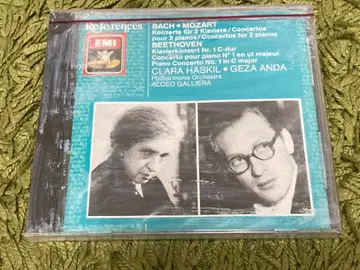 Références
EMI
BACH • MOZART
Konzerte für 2 Klaviere / Concertos
pour 2 pianos / Concertos for 2 pianos
BEETHOVEN
Klavierkonzert Nr. 1 C-dur
Concerto pour piano N° 1 en ut majeur
Piano Concerto No. 1 in C major
CLARA HASKIL • GEZA ANDA
Philharmonia Orchestra
ALCEO GALLIERA